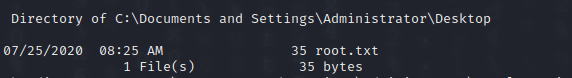 Directory of C:\Documents and Settings\Administrator\Desktop
07/25/2020  08:25 AM                35 root.txt
               1 File(s)             35 bytes